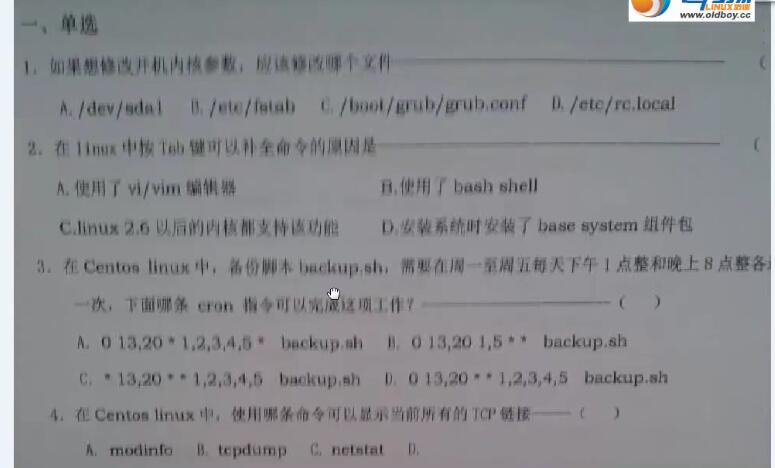 LINUX
www.oldboy.cc
一、单选
1. 如果想修改开机内核参数，应该修改哪个文件 (
A. /dev/sda1 B. /etc/fstab C. /boot/grub/grub.conf D. /etc/rc.local
2. 在 linux 中按 Tab 键可以补全命令的原因是 (
A. 使用了 vi/vim 编辑器 B.使用了 bash shell
C.linux 2.6 以后的内核都支持该功能 D.安装系统时安装了 base system 组件包
3. 在 Centos linux 中，备份脚本 backup.sh，需要在周一至周五每天下午 1 点整和晚上 8 点整各
一次，下面哪条 cron 指令可以完成这项工作？ ( )
A. 0 13,20 * 1,2,3,4,5 * backup.sh B. 0 13,20 1,5 * * backup.sh
C. * 13,20 * * 1,2,3,4,5 backup.sh D. 0 13,20 * * 1,2,3,4,5 backup.sh
4. 在 Centos linux 中，使用哪条命令可以显示当前所有的 TCP 链接 ( )
A. modinfo B. tcpdump C. netstat D.